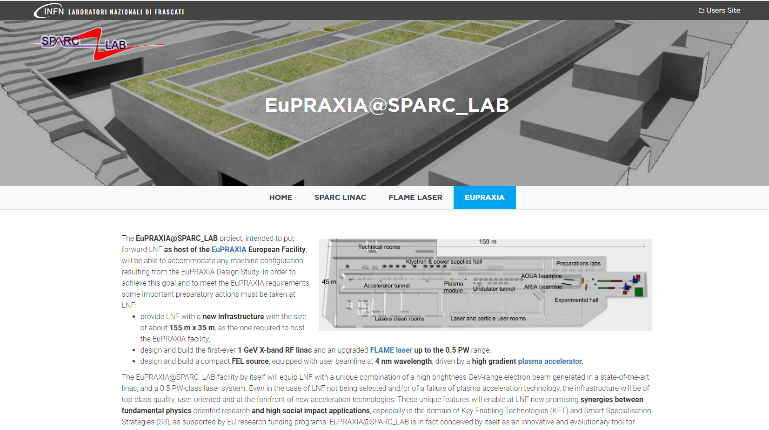 INFN LABORATORI NAZIONALI DI FRASCATI
Users Site
SPARC LAB
EuPRAXIA@SPARC_LAB
HOME SPARC LINAC FLAME LASER EUPRAXIA
The EuPRAXIA@SPARC_LAB project, intended to put
forward LNF as host of the EuPRAXIA European Facility,
will be able to accommodate any machine configuration
resulting from the EuPRAXIA Design Study. In order to
achieve this goal and to meet the EuPRAXIA requirements,
some important preparatory actions must be taken at
LNF:
159 m
Technical rooms
Klystron & power supplies hall
Preparations labs
45 m
Accelerator tunnel
Plasma
module
Undulator tunnel
AQUA beamline
ARIA beamline
Experimental hall
Lasers clean rooms
Laser and particle user rooms
• provide LNF with a new infrastructure with the size
of about 155 m x 35 m, as the one required to host
the EuPRAXIA facility,
• design and build the first-ever 1 GeV X-band RF linac and an upgraded FLAME laser up to the 0.5 PW range,
• design and build a compact FEL source, equipped with user beamline at 4 nm wavelength, driven by a high gradient plasma accelerator.
The EuPRAXIA@SPARC_LAB facility by itself will equip LNF with a unique combination of a high brightness GeV-range electron beam generated in a state-of-the-art
linac, and a 0.5 PW-class laser system. Even in the case of LNF not being selected and/or of a failure of plasma acceleration technology, the infrastructure will be of
top-class quality, user-oriented and at the forefront of new acceleration technologies. These unique features will enable at LNF new promising synergies between
fundamental physics oriented research and high social impact applications, especially in the domain of Key Enabling Technologies (KET) and Smart Specialisation
Strategies (S3), as supported by EU research funding programs. EuPRAXIA@SPARC_LAB is in fact conceived by itself as an innovative and evolutionary tool for